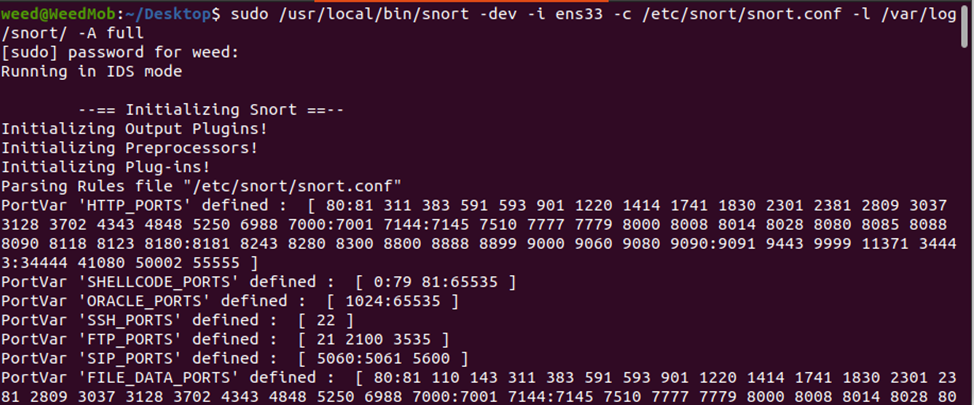 weed@WeedMob:~/Desktop$ sudo /usr/local/bin/snort -dev -i ens33 -c /etc/snort/snort.conf -l /var/log
/snort/ -A full
[sudo] password for weed:
Running in IDS mode
--== Initializing Snort ==--
Initializing Output Plugins!
Initializing Preprocessors!
Initializing Plug-ins!
Parsing Rules file "/etc/snort/snort.conf"
PortVar 'HTTP_PORTS' defined :  [ 80:81 311 383 591 593 901 1220 1414 1741 1830 2301 2381 2809 3037
3128 3702 4343 4848 5250 6988 7000:7001 7144:7145 7510 7777 7779 8000 8008 8014 8028 8080 8085 8088
8090 8118 8123 8180:8181 8243 8280 8300 8800 8888 8899 9000 9060 9080 9090:9091 9443 9999 11371 3444
3:34444 41080 50002 55555 ]
PortVar 'SHELLCODE_PORTS' defined :  [ 0:79 81:65535 ]
PortVar 'ORACLE_PORTS' defined :  [ 1024:65535 ]
PortVar 'SSH_PORTS' defined :  [ 22 ]
PortVar 'FTP_PORTS' defined :  [ 21 2100 3535 ]
PortVar 'SIP_PORTS' defined :  [ 5060:5061 5600 ]
PortVar 'FILE_DATA_PORTS' defined :  [ 80:81 110 143 311 383 591 593 901 1220 1414 1741 1830 2301 23
81 2809 3037 3128 3702 4343 4848 5250 6988 7000:7001 7144:7145 7510 7777 7779 8000 8008 8014 8028 80